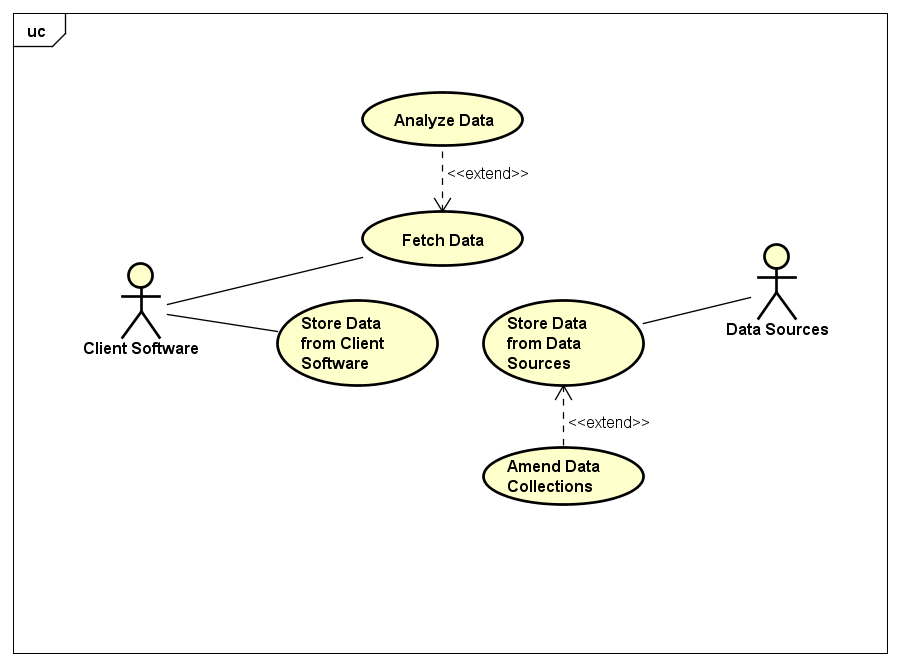 uc
Analyze Data
<<extend>>
Fetch Data
Client Software
Store Data
from Client
Software
Store Data
from Data
Sources
Data Sources
<<extend>>
Amend Data
Collections